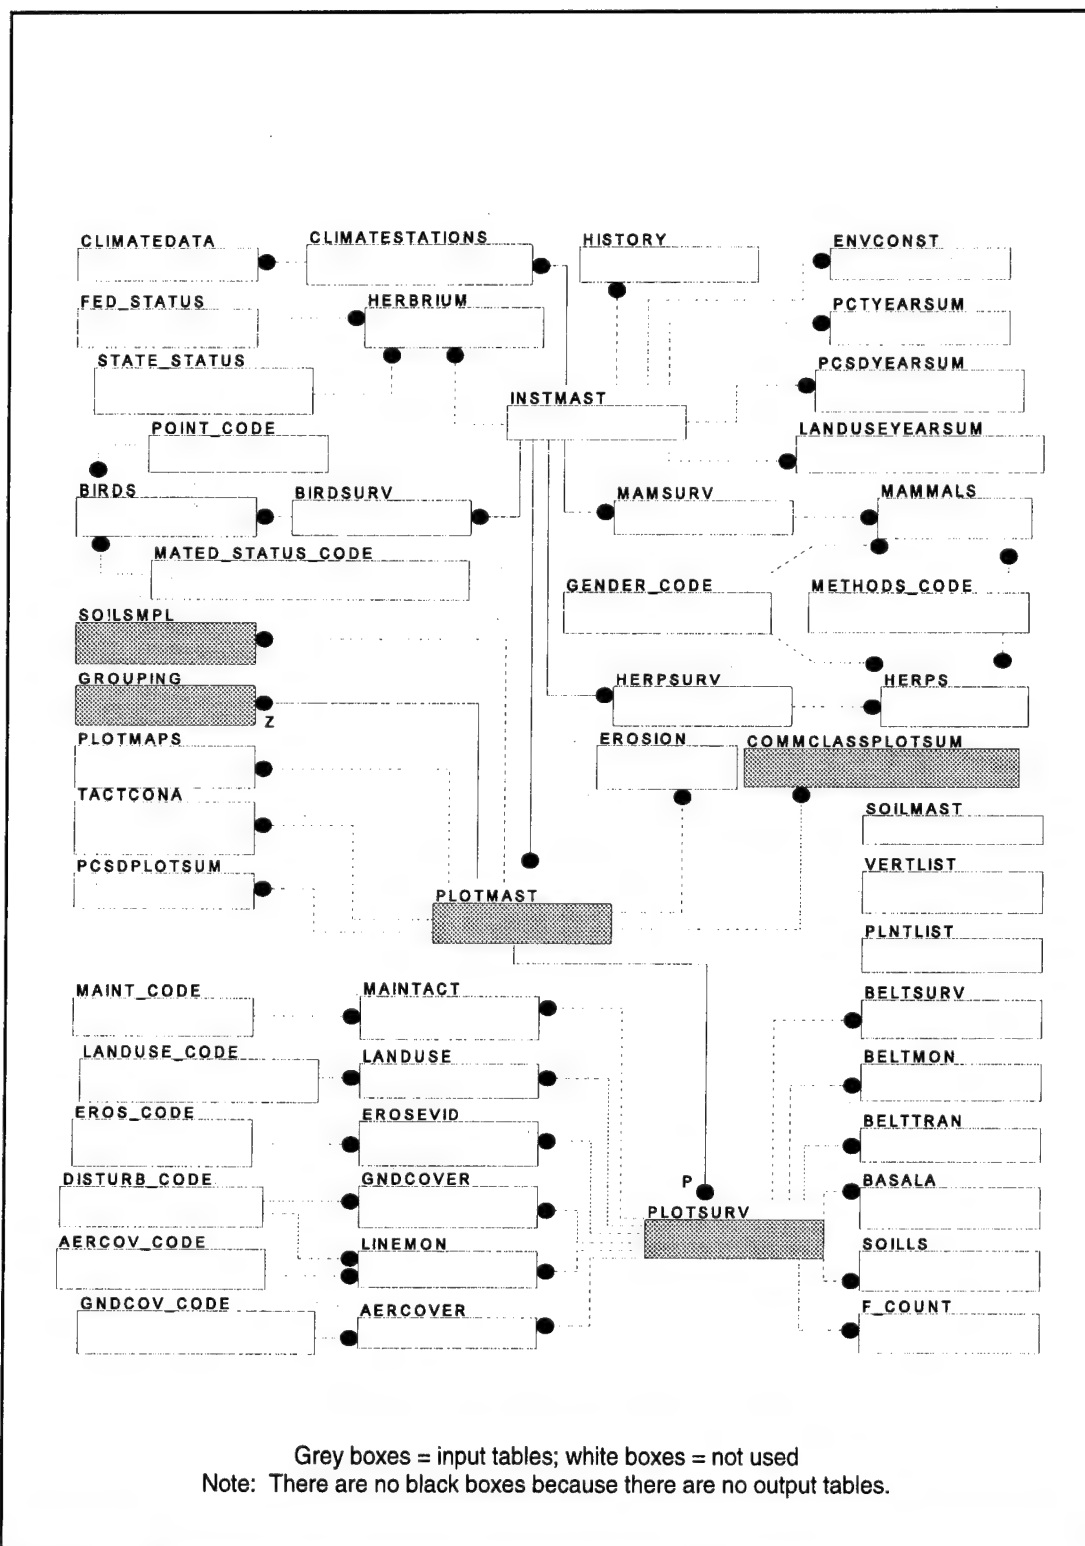 CLIMATEDATA
CLIMATESTATIONS
HISTORY
ENVCONST
FED_STATUS
HERBRIUM
PCTYEARSUM
STATE_STATUS
PCSDYEARSUM
INSTMAST
POINT_CODE
LANDUSEYEARSUM
BIRDS
BIRDSURV
MAMSURV
MAMMALS
MATED_STATUS_CODE
GENDER_CODE
METHODS_CODE
SOILSMPL
GROUPING
HERPSURV
HERPS
Z
PLOTMAPS
EROSION
COMMCLASSPLOTSUM
TACTCONA
SOILMAST
PCSDPLOTSUM
VERTLIST
PLOTMAST
PLNTLIST
MAINT_CODE
MAINTACT
BELTSURV
LANDUSE_CODE
LANDUSE
BELTMON
EROS_CODE
EROSEVID
BELTTRAN
DISTURB_CODE
GNDCOVER
P
BASALA
PLOTSURV
AERCOV_CODE
LINEMON
SOILLS
GNDCOV_CODE
AERCOVER
F_COUNT
Grey boxes = input tables; white boxes = not used
Note: There are no black boxes because there are no output tables.